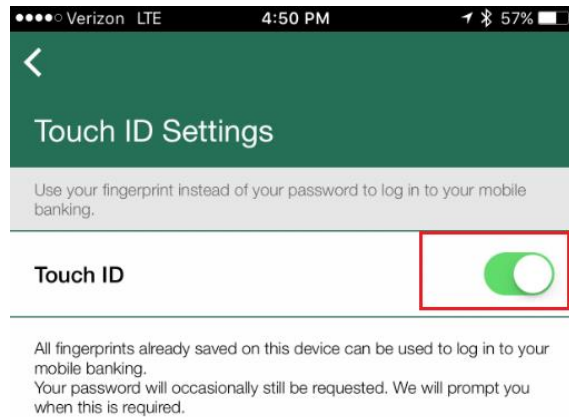 Verizon LTE 4:50 PM 57%
Touch ID Settings
Use your fingerprint instead of your password to log in to your mobile
banking.
Touch ID
All fingerprints already saved on this device can be used to log in to your
mobile banking.
Your password will occasionally still be requested. We will prompt you
when this is required.